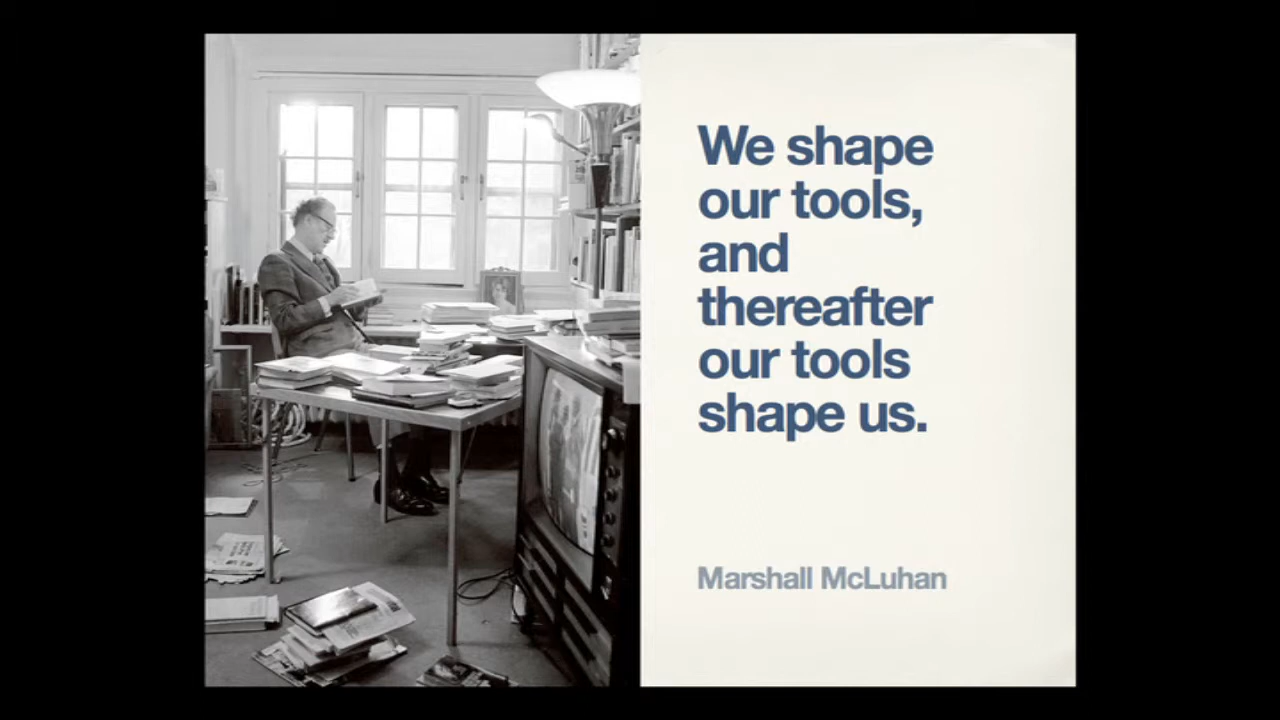 We shape
our tools,
and
thereafter
our tools
shape us.
Marshall McLuhan